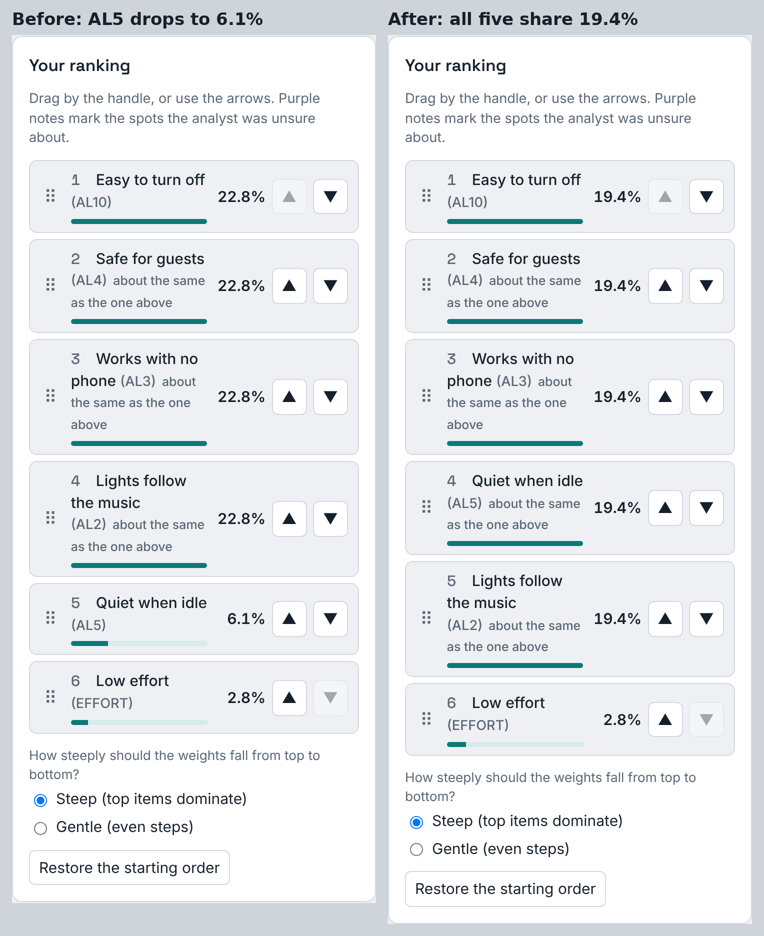 Before: AL5 drops to 6.1%
Your ranking
Drag by the handle, or use the arrows. Purple
notes mark the spots the analyst was unsure
about.
1 Easy to turn off
(AL10)
22.8%
2 Safe for guests
(AL4) about the same
as the one above
22.8%
3 Works with no
phone (AL3) about
the same as the one
above
22.8%
4 Lights follow
the music
(AL2) about the same
as the one above
22.8%
5 Quiet when idle
(AL5)
6.1%
6 Low effort
(EFFORT)
2.8%
How steeply should the weights fall from top to
bottom?
Steep (top items dominate)
Gentle (even steps)
Restore the starting order
After: all five share 19.4%
Your ranking
Drag by the handle, or use the arrows. Purple
notes mark the spots the analyst was unsure
about.
1 Easy to turn off
(AL10)
19.4%
2 Safe for guests
(AL4) about the same
as the one above
19.4%
3 Works with no
phone (AL3) about
the same as the one
above
19.4%
4 Quiet when idle
(AL5) about the same
as the one above
19.4%
5 Lights follow
the music
(AL2) about the same
as the one above
19.4%
6 Low effort
(EFFORT)
2.8%
How steeply should the weights fall from top to
bottom?
Steep (top items dominate)
Gentle (even steps)
Restore the starting order